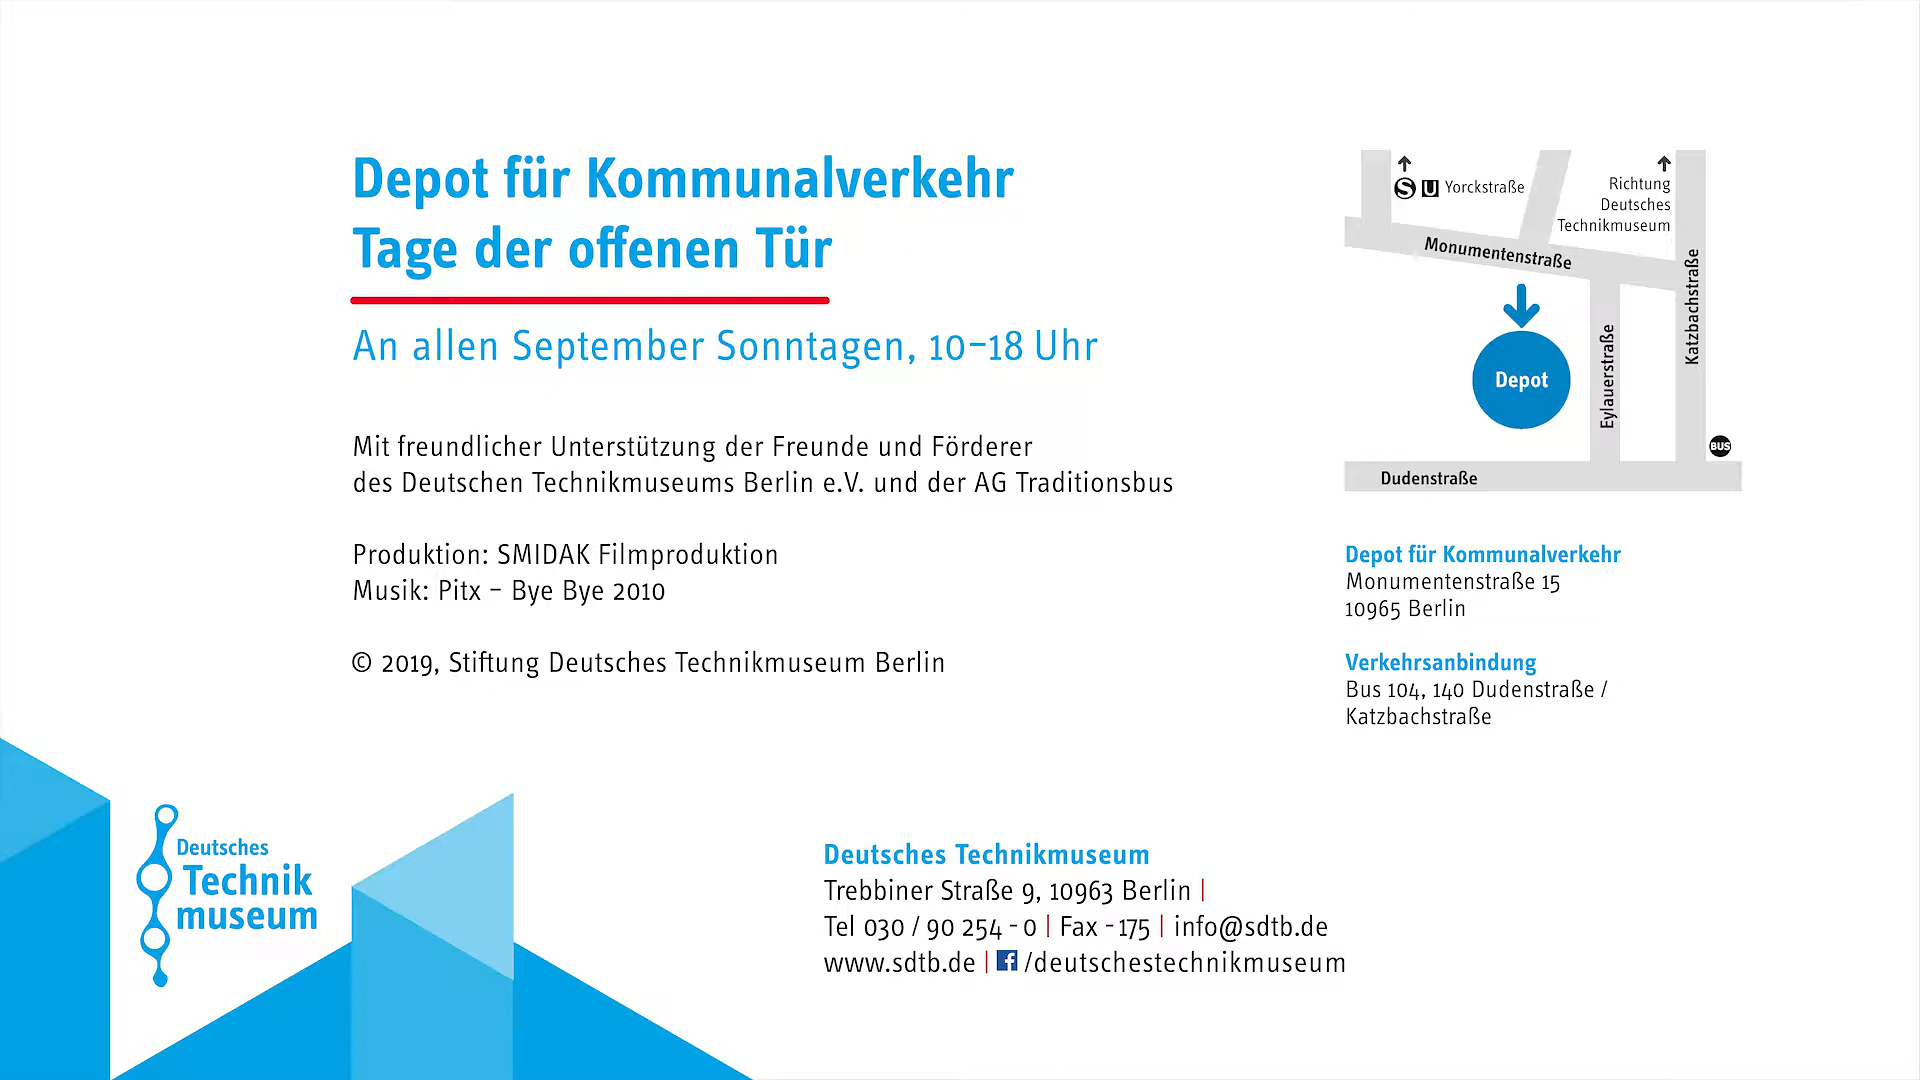 Depot für Kommunalverkehr
Tage der offenen Tür
An allen September Sonntagen, 10–18 Uhr
Mit freundlicher Unterstützung der Freunde und Förderer
des Deutschen Technikmuseums Berlin e.V. und der AG Traditionsbus
Produktion: SMIDAK Filmproduktion
Musik: Pitx – Bye Bye 2010
© 2019, Stiftung Deutsches Technikmuseum Berlin
S U Yorckstraße
Richtung
Deutsches
Technikmuseum
Monumentenstraße
Katzbachstraße
Eylauerstraße
Depot
BUS
Dudenstraße
Depot für Kommunalverkehr
Monumentenstraße 15
10965 Berlin
Verkehrsanbindung
Bus 104, 140 Dudenstraße /
Katzbachstraße
Deutsches
Technik
museum
Deutsches Technikmuseum
Trebbiner Straße 9, 10963 Berlin |
Tel 030 / 90 254 - 0 | Fax - 175 | info@sdtb.de
www.sdtb.de | f /deutschestechnikmuseum